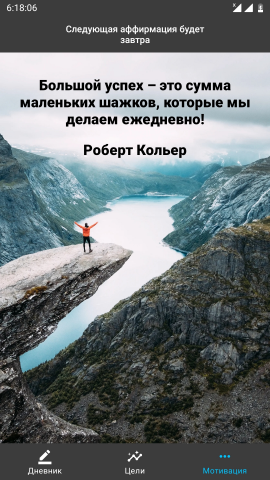 6:18:06
Следующая аффирмация будет
завтра
Большой успех – это сумма
маленьких шажков, которые мы
делаем ежедневно!
Роберт Кольер
Дневник
Цели
Мотивация